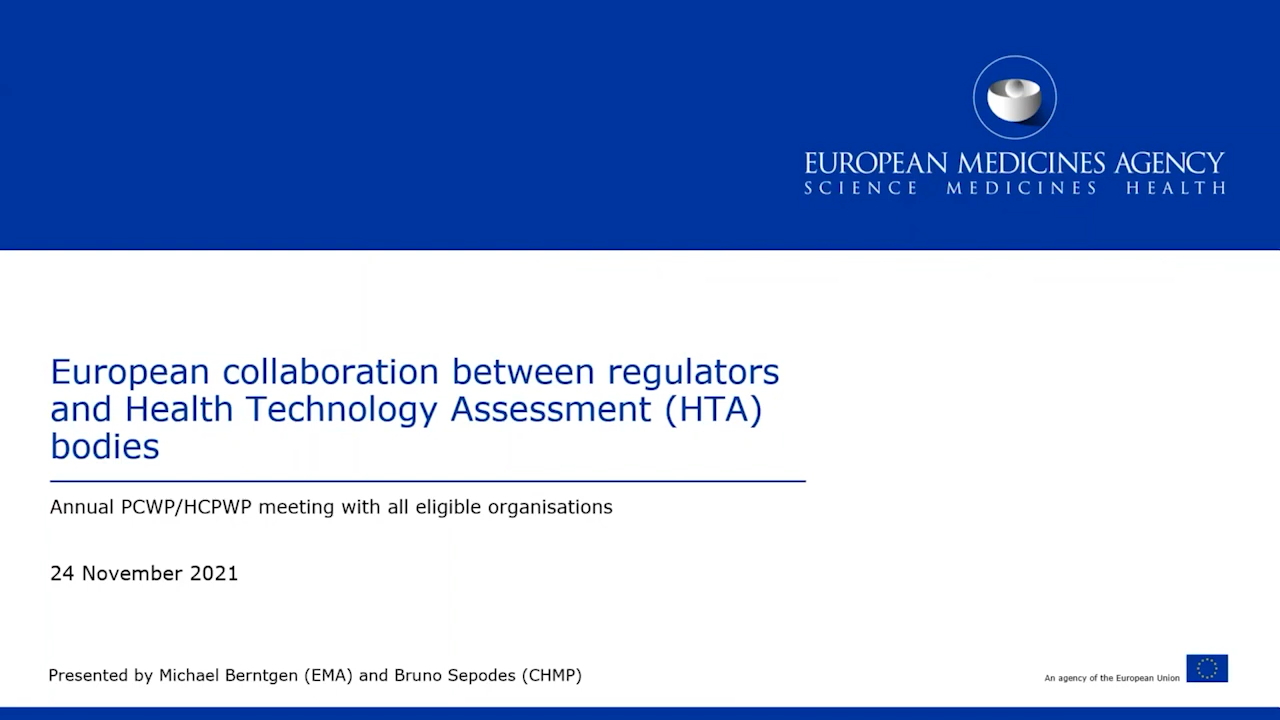 EUROPEAN MEDICINES AGENCY
SCIENCE MEDICINES HEALTH
European collaboration between regulators
and Health Technology Assessment (HTA)
bodies
Annual PCWP/HCPWP meeting with all eligible organisations
24 November 2021
Presented by Michael Berntgen (EMA) and Bruno Sepodes (CHMP)
An agency of the European Union